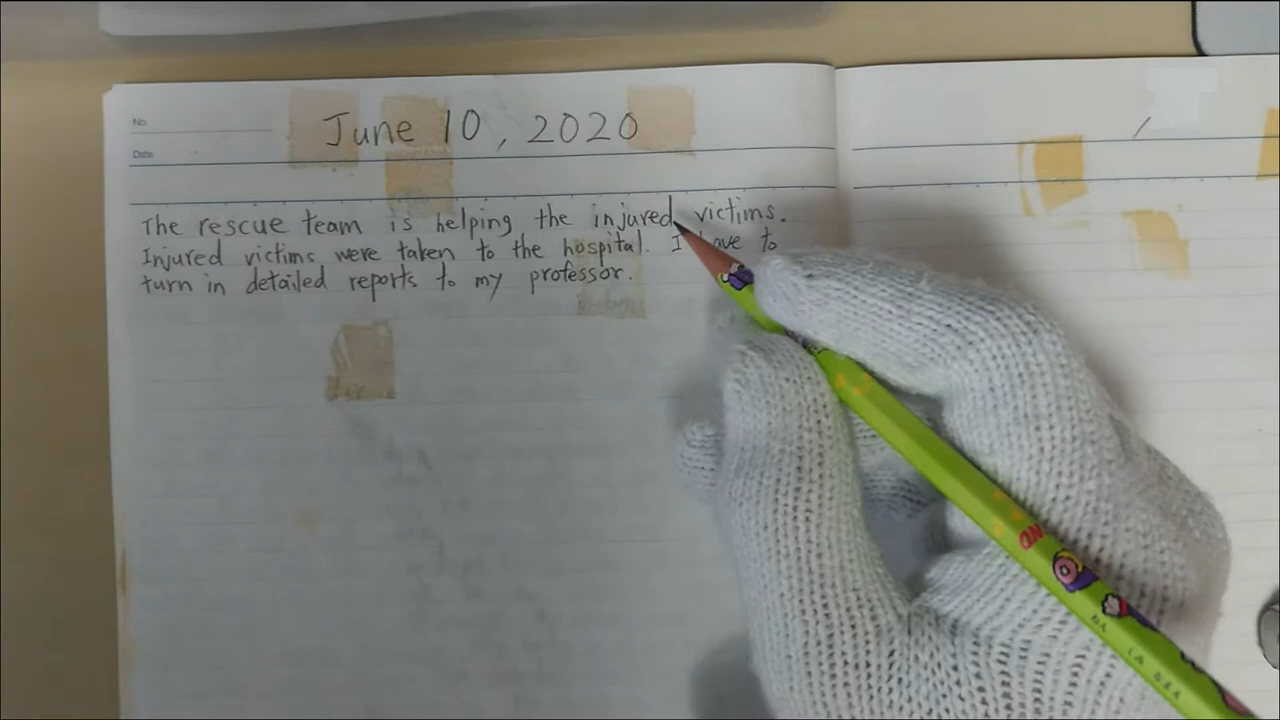 No.
June 10, 2020
Date
The rescue team is helping the injured victims.
Injured victims were taken to the hospital. I have to
turn in detailed reports to my professor.